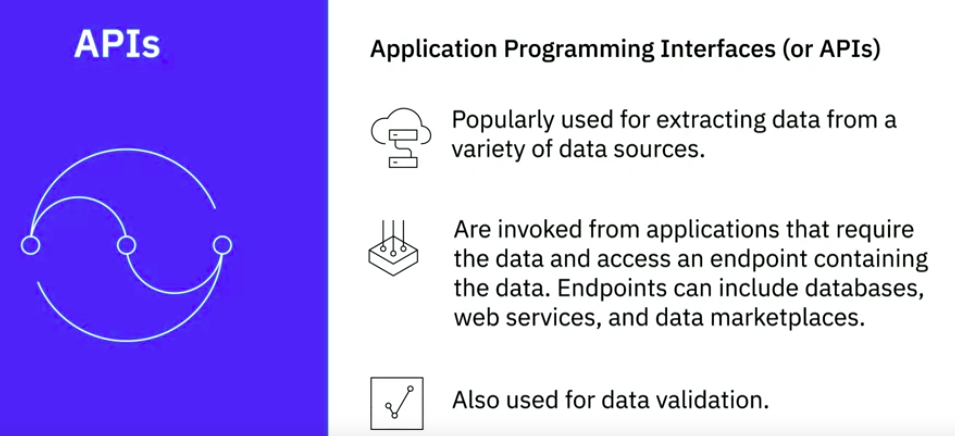 APIs
Application Programming Interfaces (or APIs)
Popularly used for extracting data from a
variety of data sources.
Are invoked from applications that require
the data and access an endpoint containing
the data. Endpoints can include databases,
web services, and data marketplaces.
Also used for data validation.